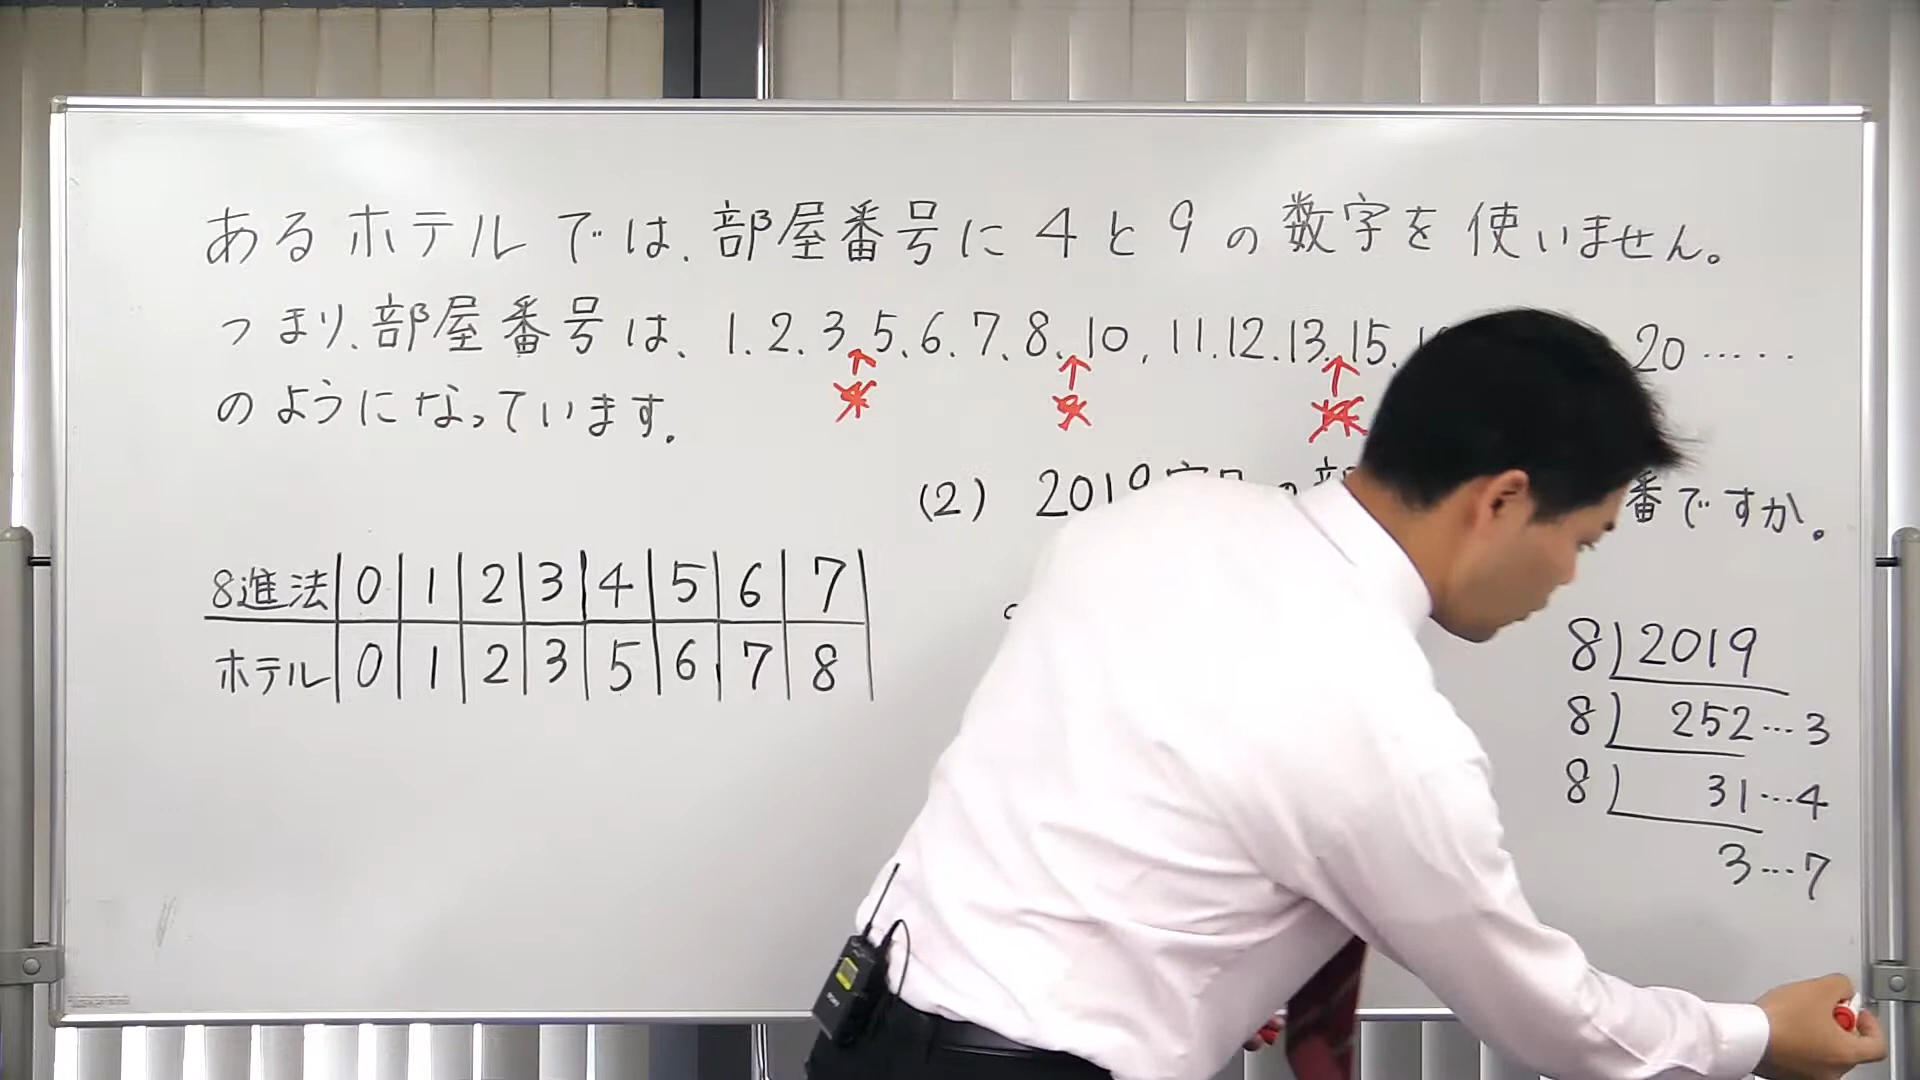 あるホテルでは、部屋番号に4と9の数字を使いません。
つまり、部屋番号は、1.2.3、5、6、7、8、10,11.12.13、15、 20……
のようになっています。
(2) 2019 番ですか。
8進法 0 1 2 3 4 5 6 7
ホテル 0 1 2 3 5 6 7 8
8)2019
8) 252…3
8) 31…4
3…7